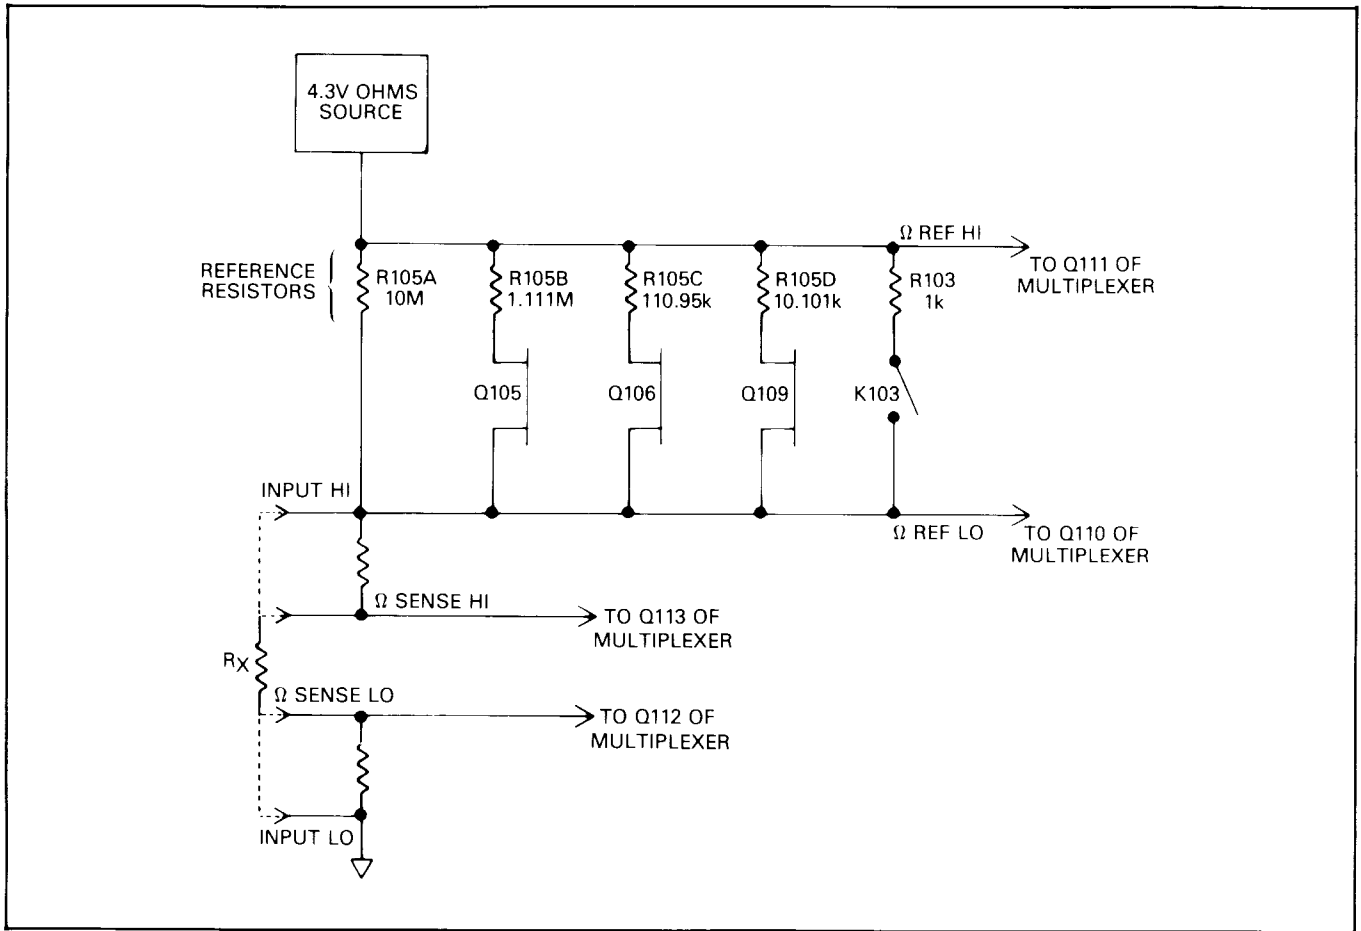 4.3V OHMS
SOURCE
Ω REF HI
TO Q111 OF
MULTIPLEXER
REFERENCE
RESISTORS
R105A
10M
R105B
1.111M
R105C
110.95k
R105D
10.101k
R103
1k
Q105
Q106
Q109
K103
INPUT HI
Ω REF LO
TO Q110 OF
MULTIPLEXER
Ω SENSE HI
TO Q113 OF
MULTIPLEXER
RX
Ω SENSE LO
TO Q112 OF
MULTIPLEXER
INPUT LO